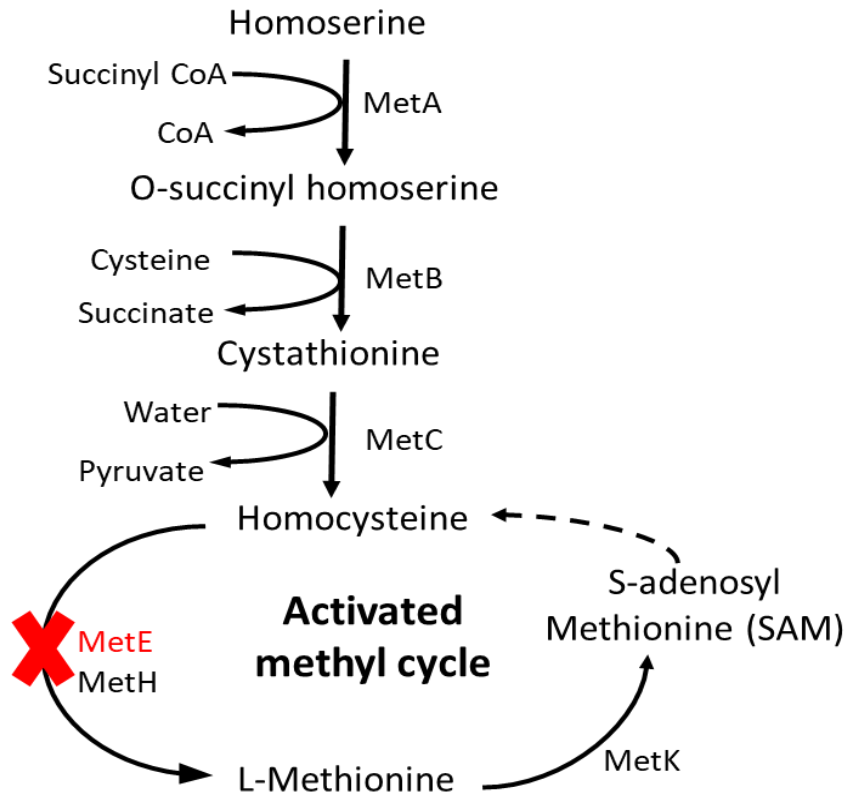 Homoserine
Succinyl CoA
MetA
CoA
O-succinyl homoserine
Cysteine
MetB
Succinate
Cystathionine
Water
MetC
Pyruvate
Homocysteine
S-adenosyl
Methionine (SAM)
Activated
methyl cycle
MetE
MetH
MetK
L-Methionine